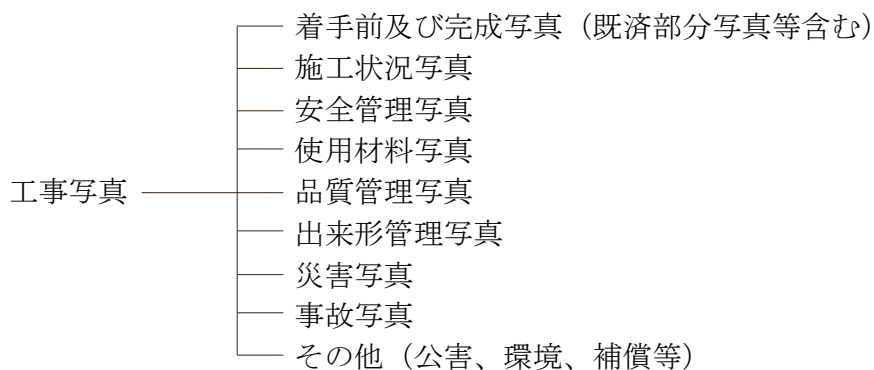 着手前及び完成写真（既済部分写真等含む）
施工状況写真
安全管理写真
使用材料写真
工事写真
品質管理写真
出来形管理写真
災害写真
事故写真
その他（公害、環境、補償等）